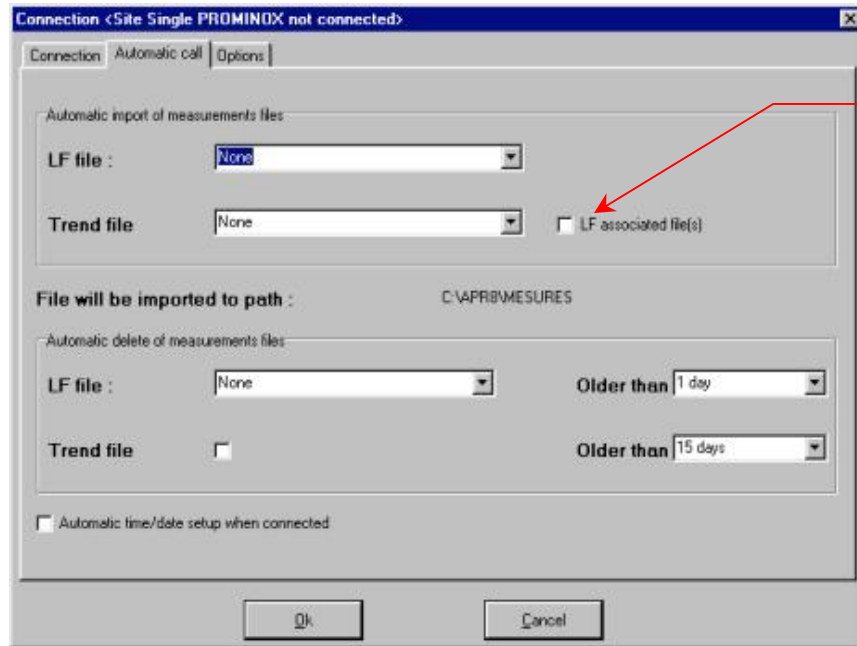 Connection <Site Single PROMINOX not connected>
Connection Automatic call Options
Automatic import of measurements files
LF file : None
Trend file None LF associated file(s)
File will be imported to path : C:\APR8\MESURES
Automatic delete of measurements files
LF file : None Older than 1 day
Trend file Older than 15 days
Automatic time/date setup when connected
Ok Cancel